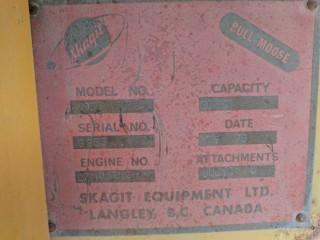 Skagit
BULL MOOSE
MODEL NO.
CAPACITY
SERIAL NO.
DATE
ENGINE NO.
ATTACHMENTS
SKAGIT EQUIPMENT LTD.
LANGLEY, B.C. CANADA